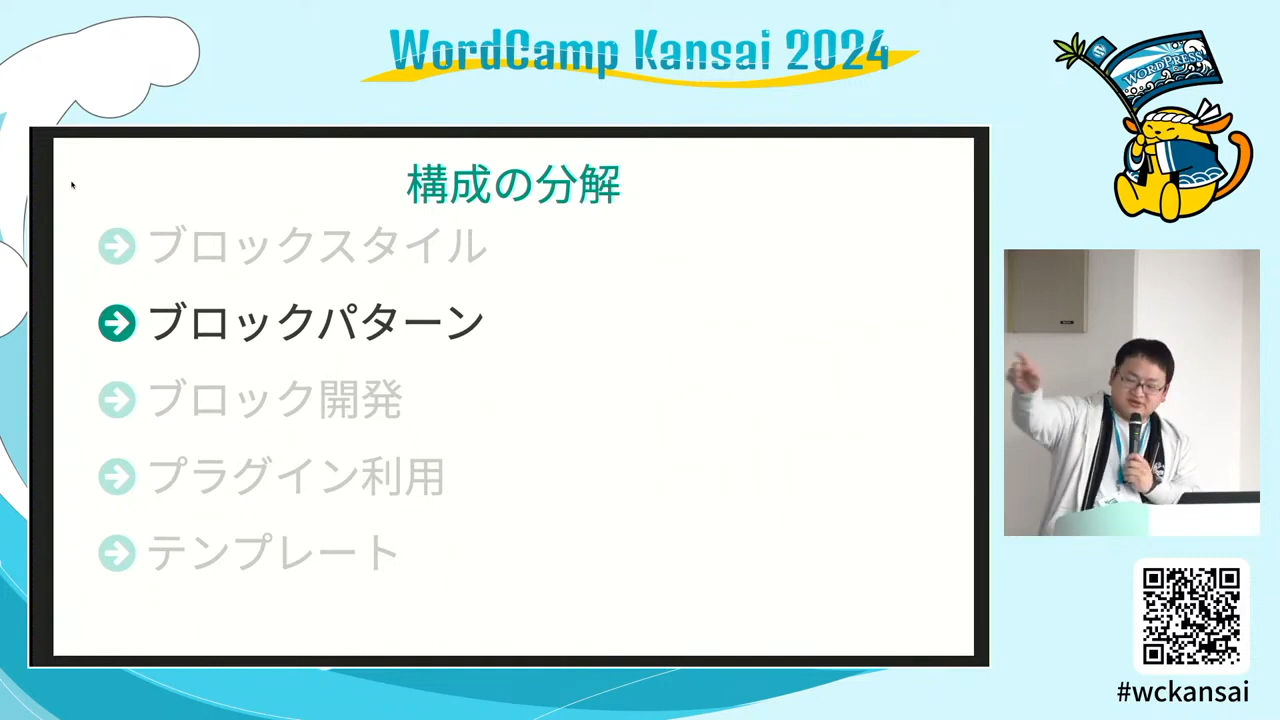 WordCamp Kansai 2024
WORDPRESS
構成の分解
ブロックスタイル
ブロックパターン
ブロック開発
プラグイン利用
テンプレート
#wckansai